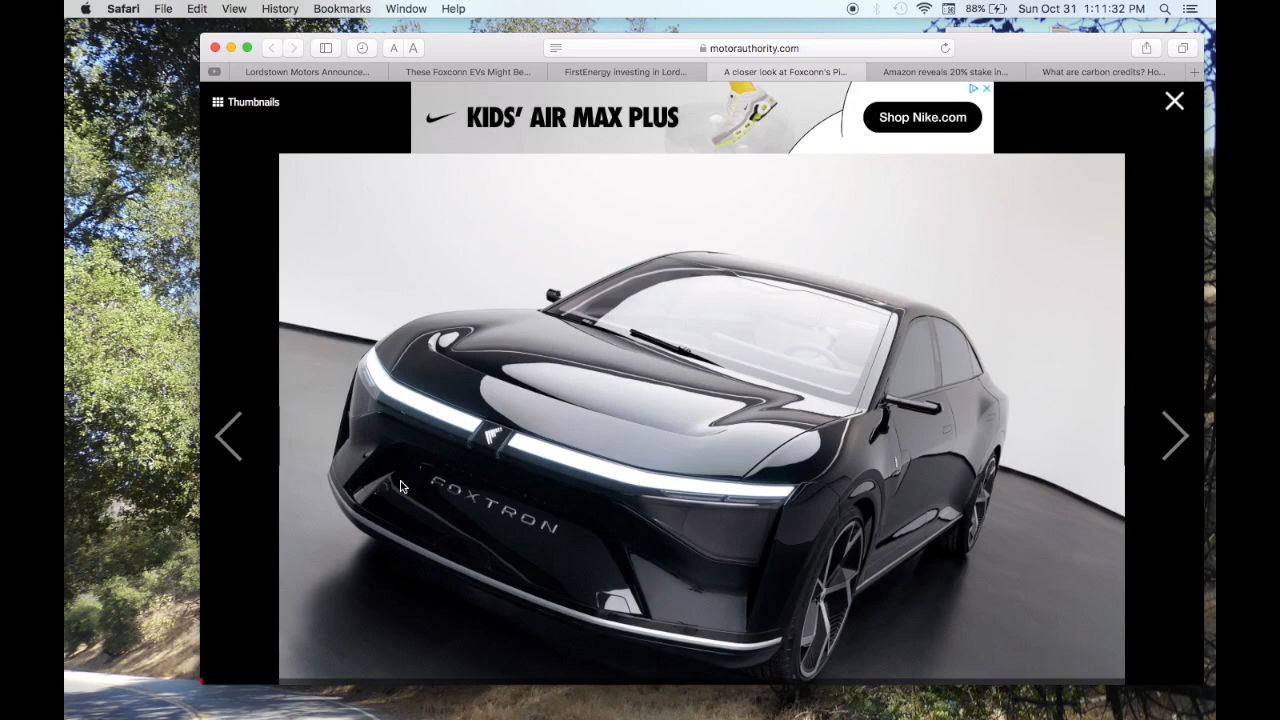 Safari File Edit View History Bookmarks Window Help 88% Sun Oct 31 1:11:32 PM
A A motorauthority.com
Lordstown Motors Announce... These Foxconn EVs Might Be... FirstEnergy investing in Lord... A closer look at Foxconn's Pi... Amazon reveals 20% stake in... What are carbon credits? Ho...
Thumbnails
KIDS' AIR MAX PLUS Shop Nike.com
FOXTRON